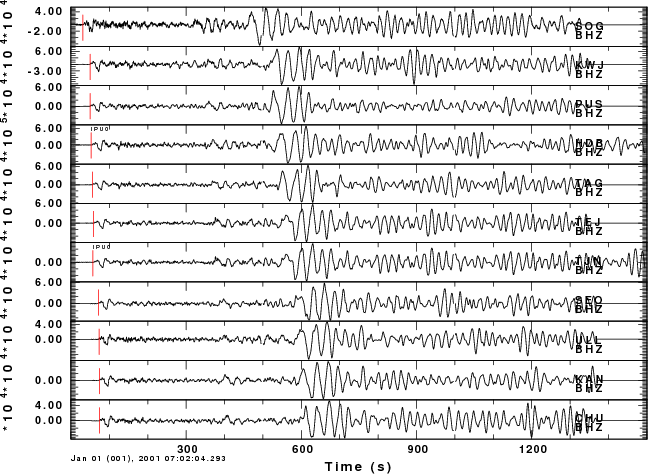 4.00
-2.00
SOG
BHZ
6.00
-3.00
KWJ
BHZ
6.00
0.00
PUS
BHZ
6.00
0.00
IPU0
BHZ
6.00
0.00
TAG
BHZ
6.00
0.00
TEJ
BHZ
0.00
IPU0
TJN
BHZ
6.00
0.00
SEO
BHZ
4.00
0.00
ULL
BHZ
0.00
KAN
BHZ
4.00
0.00
CHU
BHZ
300
600
900
1200
Jan 01 (001), 2001 07:02:04.293
Time (s)